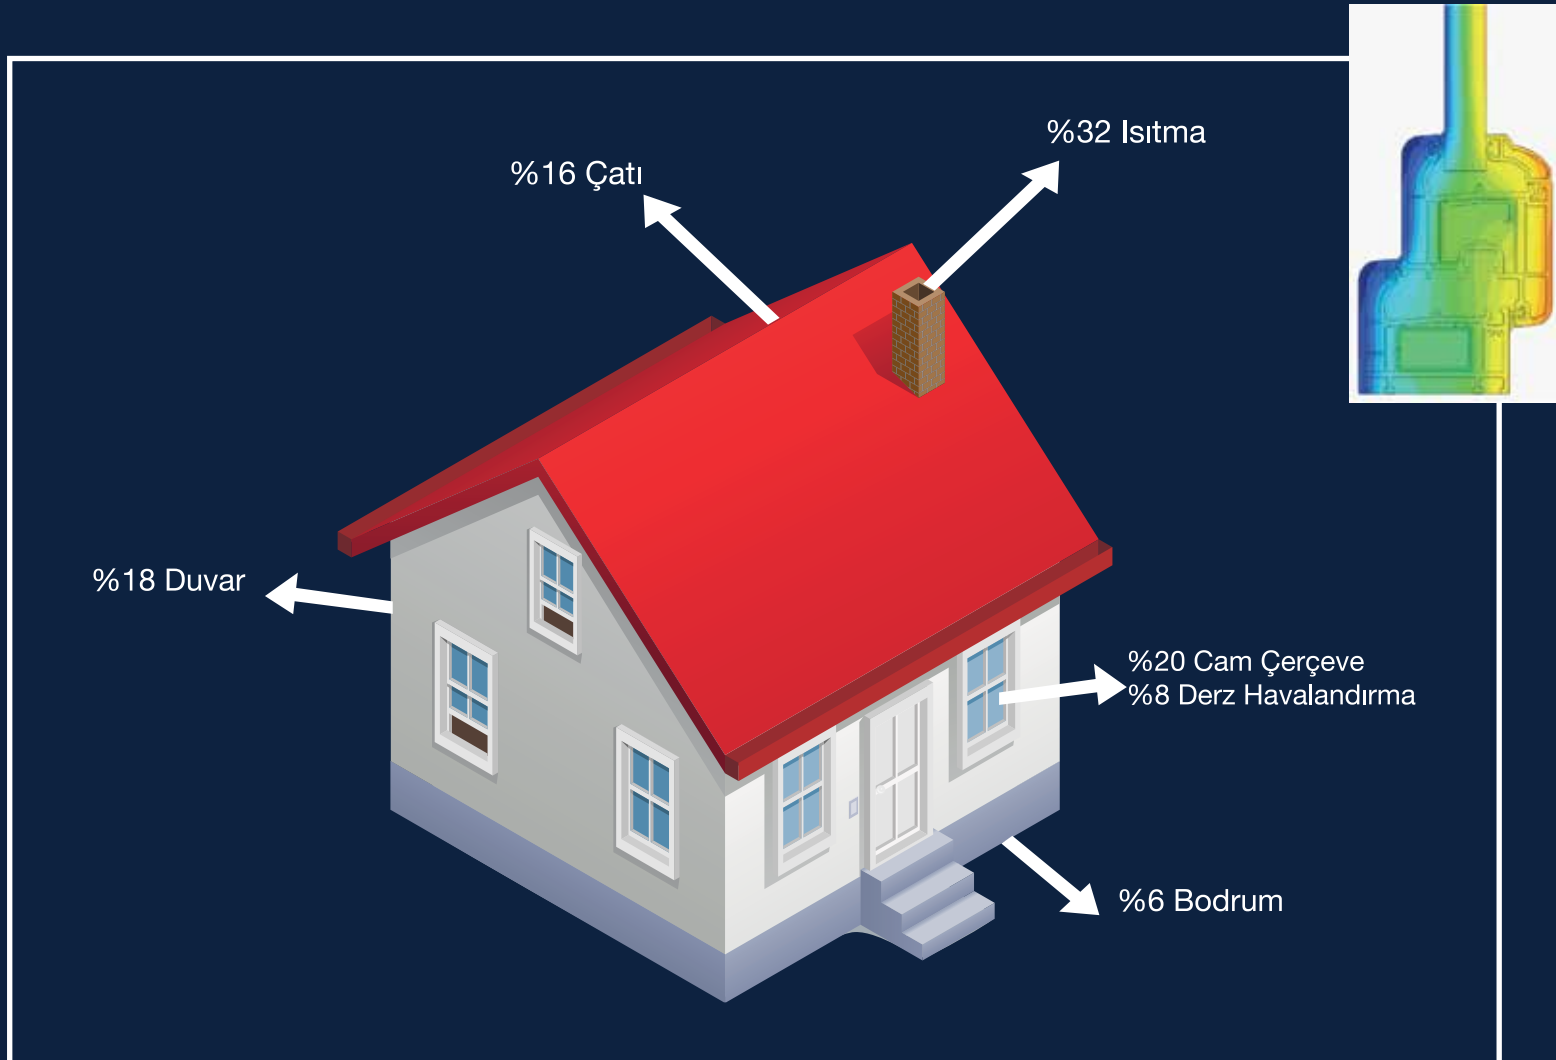 %32 Isıtma
%16 Çatı
%18 Duvar
%20 Cam Çerçeve
%8 Derz Havalandırma
%6 Bodrum